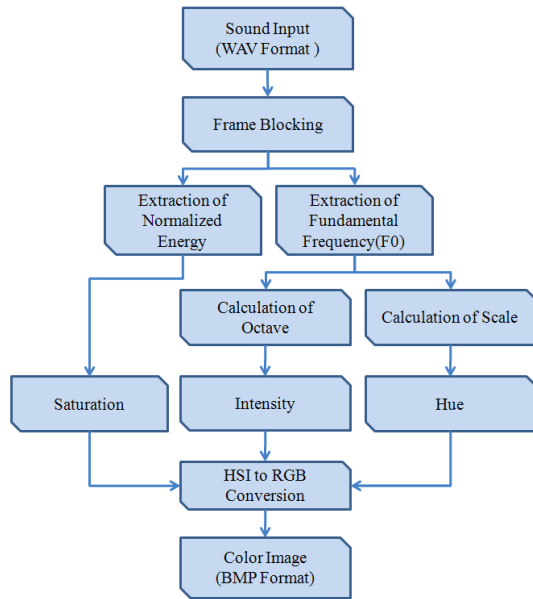 Sound Input
(WAV Format )
Frame Blocking
Extraction of
Normalized
Energy
Extraction of
Fundamental
Frequency(F0)
Calculation of
Octave
Calculation of Scale
Saturation
Intensity
Hue
HSI to RGB
Conversion
Color Image
(BMP Format)